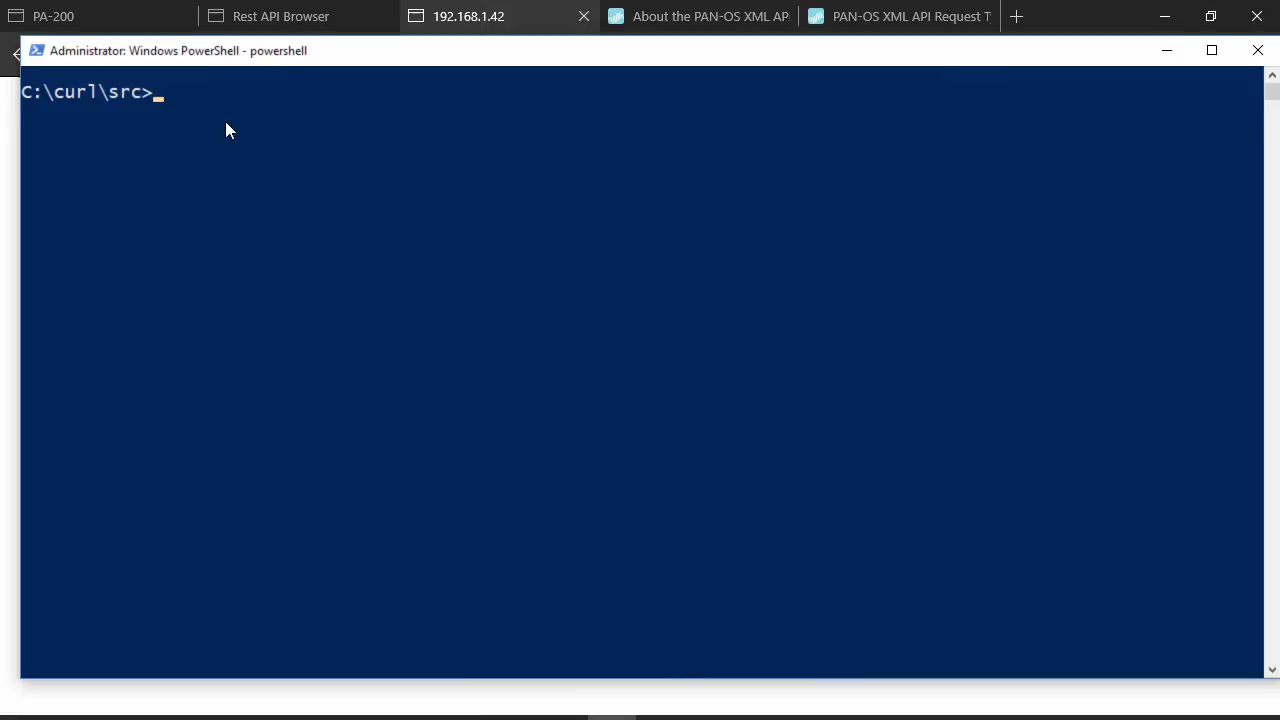 PA-200
Rest API Browser
192.168.1.42
About the PAN-OS XML AP
PAN-OS XML API Request T
Administrator: Windows PowerShell - powershell
C:\curl\src>